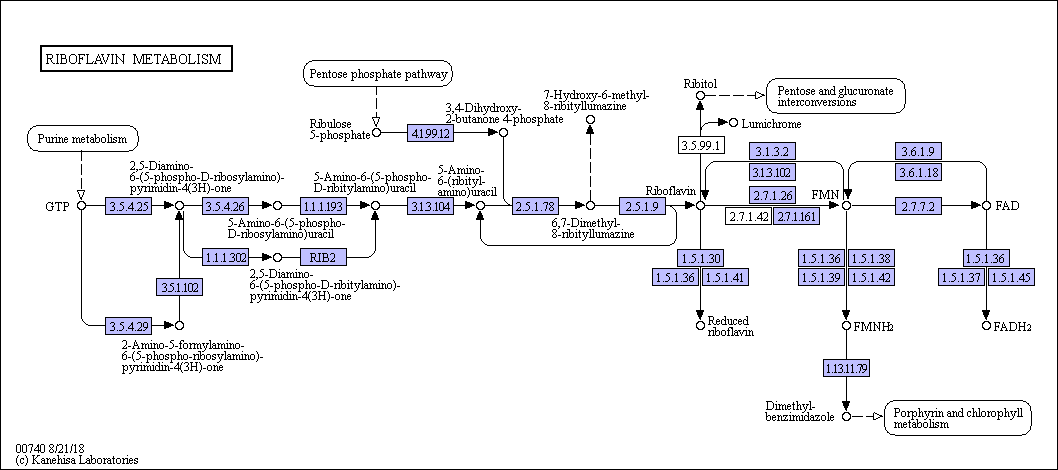 RIBOFLAVIN METABOLISM
Pentose phosphate pathway
Ribitol
Pentose and glucuronate
interconversions
7-Hydroxy-6-methyl-
8-ribityllumazine
3,4-Dihydroxy-
2-butanone 4-phosphate
Lumichrome
Ribulose
5-phosphate
4.1.99.12
Purine metabolism
3.5.99.1
3.1.3.2
3.6.1.9
2,5-Diamino-
6-(5-phospho-D-ribosylamino)-
pyrimidin-4(3H)-one
5-Amino-6-(5-phospho-
D-ribitylamino)uracil
5-Amino-
6-(ribityl-
amino)uracil
3.1.3.102
3.6.1.18
Riboflavin
2.7.1.26
FMN
GTP
3.5.4.25
3.5.4.26
1.1.1.193
3.1.3.104
2.5.1.78
2.5.1.9
2.7.1.42
2.7.1.161
2.7.7.2
FAD
5-Amino-6-(5-phospho-
D-ribosylamino)uracil
6,7-Dimethyl-
8-ribityllumazine
1.1.1.302
RIB2
2,5-Diamino-
6-(5-phospho-D-ribitylamino)-
pyrimidin-4(3H)-one
1.5.1.30
1.5.1.36
1.5.1.41
1.5.1.36
1.5.1.38
1.5.1.39
1.5.1.42
1.5.1.36
1.5.1.37
1.5.1.45
3.5.1.102
3.5.4.29
2-Amino-5-formylamino-
6-(5-phospho-ribosylamino)-
pyrimidin-4(3H)-one
Reduced
riboflavin
FMNH2
FADH2
1.13.11.79
Dimethyl-
benzimidazole
Porphyrin and chlorophyll
metabolism
00740 8/21/18
(c) Kanehisa Laboratories